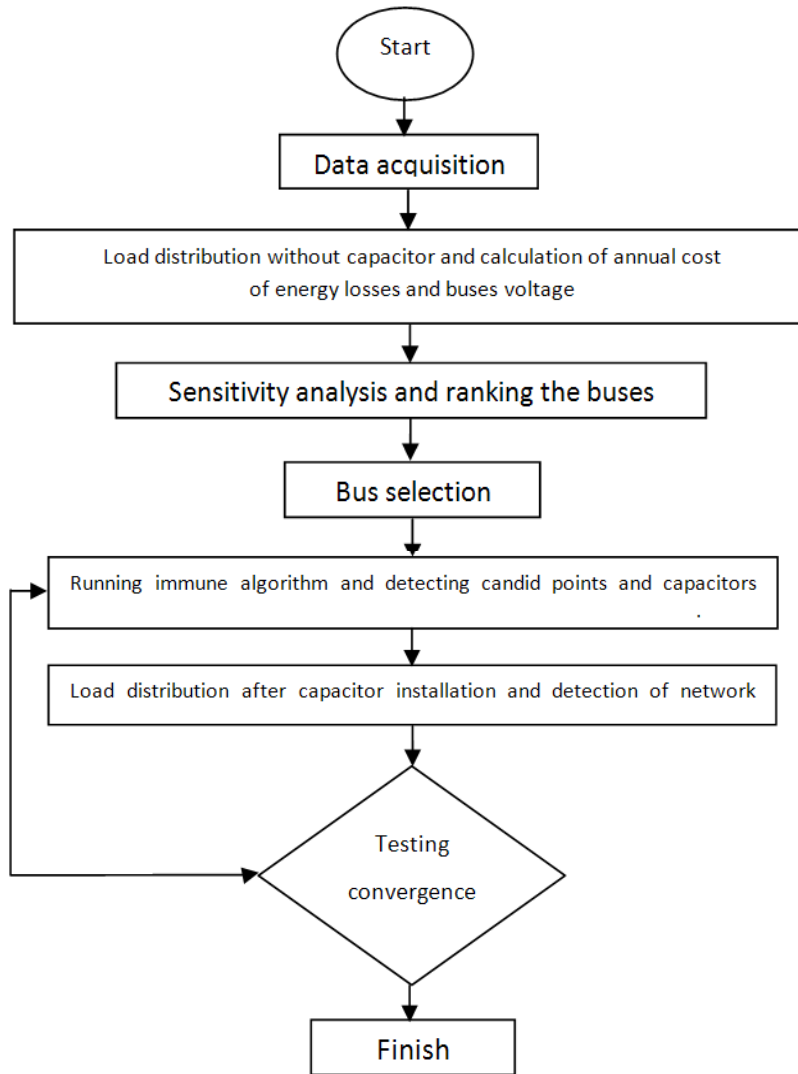 Start
Data acquisition
Load distribution without capacitor and calculation of annual cost
of energy losses and buses voltage
Sensitivity analysis and ranking the buses
Bus selection
Running immune algorithm and detecting candid points and capacitors
.
Load distribution after capacitor installation and detection of network
Testing
convergence
Finish